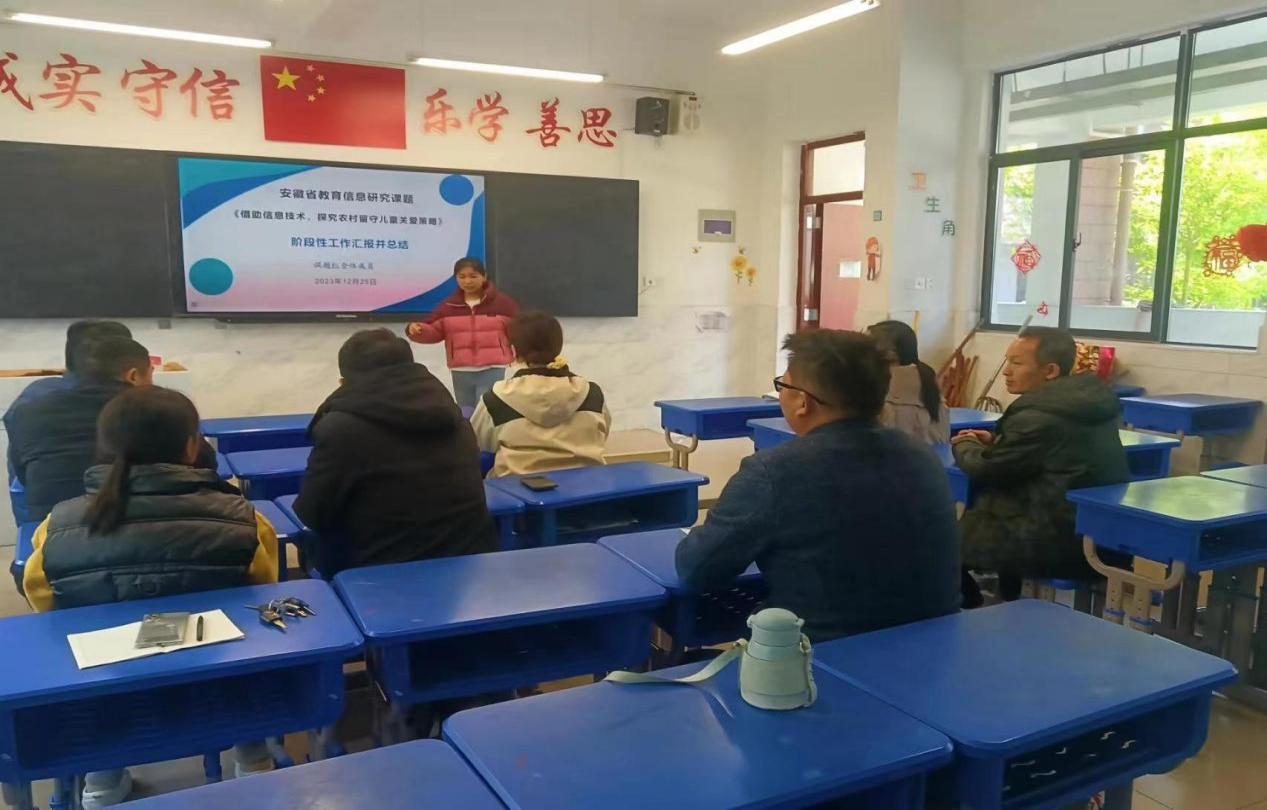 诚实 守信
乐学 善思
安徽省教育信息研究课题
《借助信息技术,探究农村留守儿童关爱策略》
阶段性工作汇报并总结
课题组全体成员
2023年12月25日
卫
生
角
福